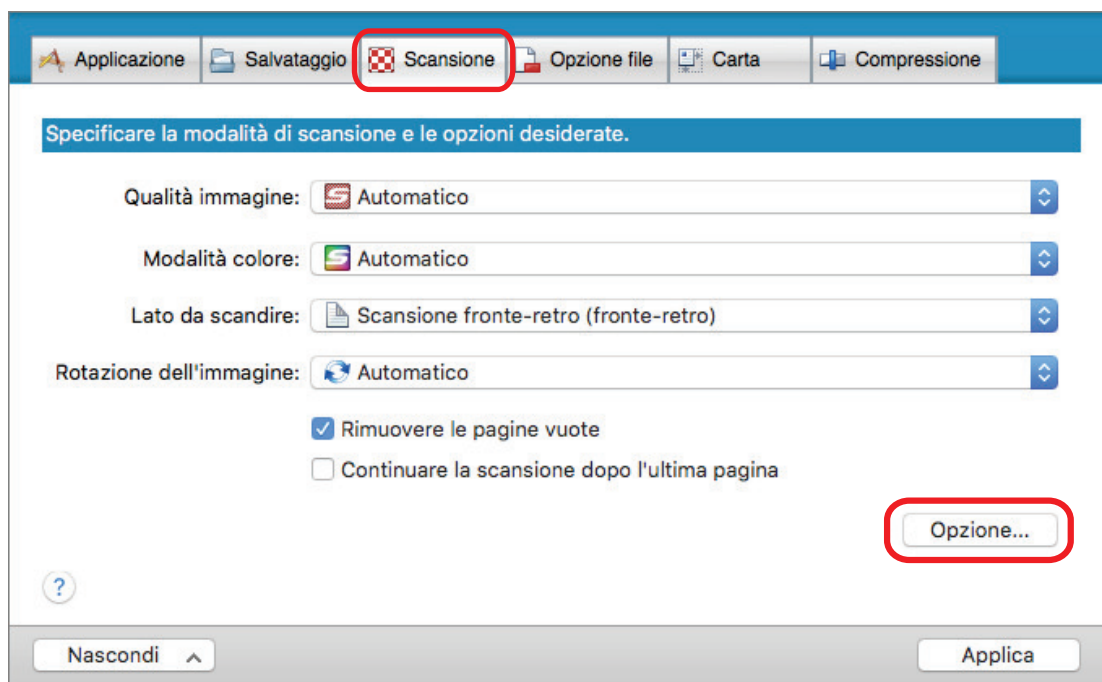 Applicazione Salvataggio Scansione Opzione file Carta Compressione
Specificare la modalità di scansione e le opzioni desiderate.
Qualità immagine: Automatico
Modalità colore: Automatico
Lato da scandire: Scansione fronte-retro (fronte-retro)
Rotazione dell'immagine: Automatico
Rimuovere le pagine vuote
Continuare la scansione dopo l'ultima pagina
Opzione...
?
Nascondi Applica